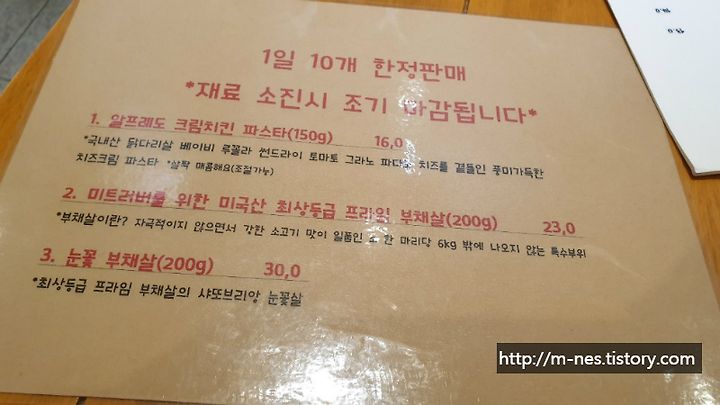 1일 10개 한정판매
*재료 소진시 조기 마감됩니다*
1. 알프레도 크림치킨 파스타(150g) 16,0
*국내산 닭다리살 베이비 루꼴라 썬드라이 토마토 그라노 파다노 치즈를 곁들인 풍미가득한
치즈크림 파스타 *살짝 매콤해요(조절가능)
2. 미트러버를 위한 미국산 최상등급 프라임 부채살(200g) 23,0
*부채살이란? 자극적이지 않으면서 강한 소고기 맛이 일품인 소 한 마리당 6kg 밖에 나오지 않는 특수부위
3. 눈꽃 부채살(200g) 30,0
*최상등급 프라임 부채살의 샤또브리앙 눈꽃살
http://m-nes.tistory.com